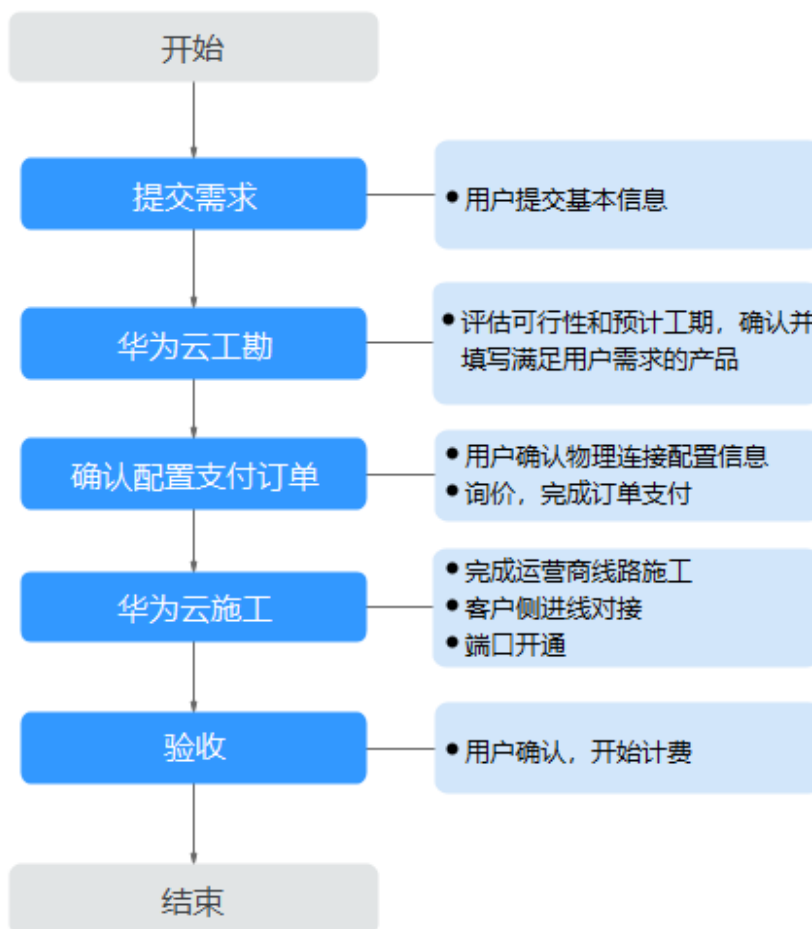 开始
提交需求
● 用户提交基本信息
华为云工勘
● 评估可行性和预计工期，确认并
填写满足用户需求的产品
确认配置支付订单
● 用户确认物理连接配置信息
● 询价，完成订单支付
华为云施工
● 完成运营商线路施工
● 客户侧进线对接
● 端口开通
验收
● 用户确认，开始计费
结束